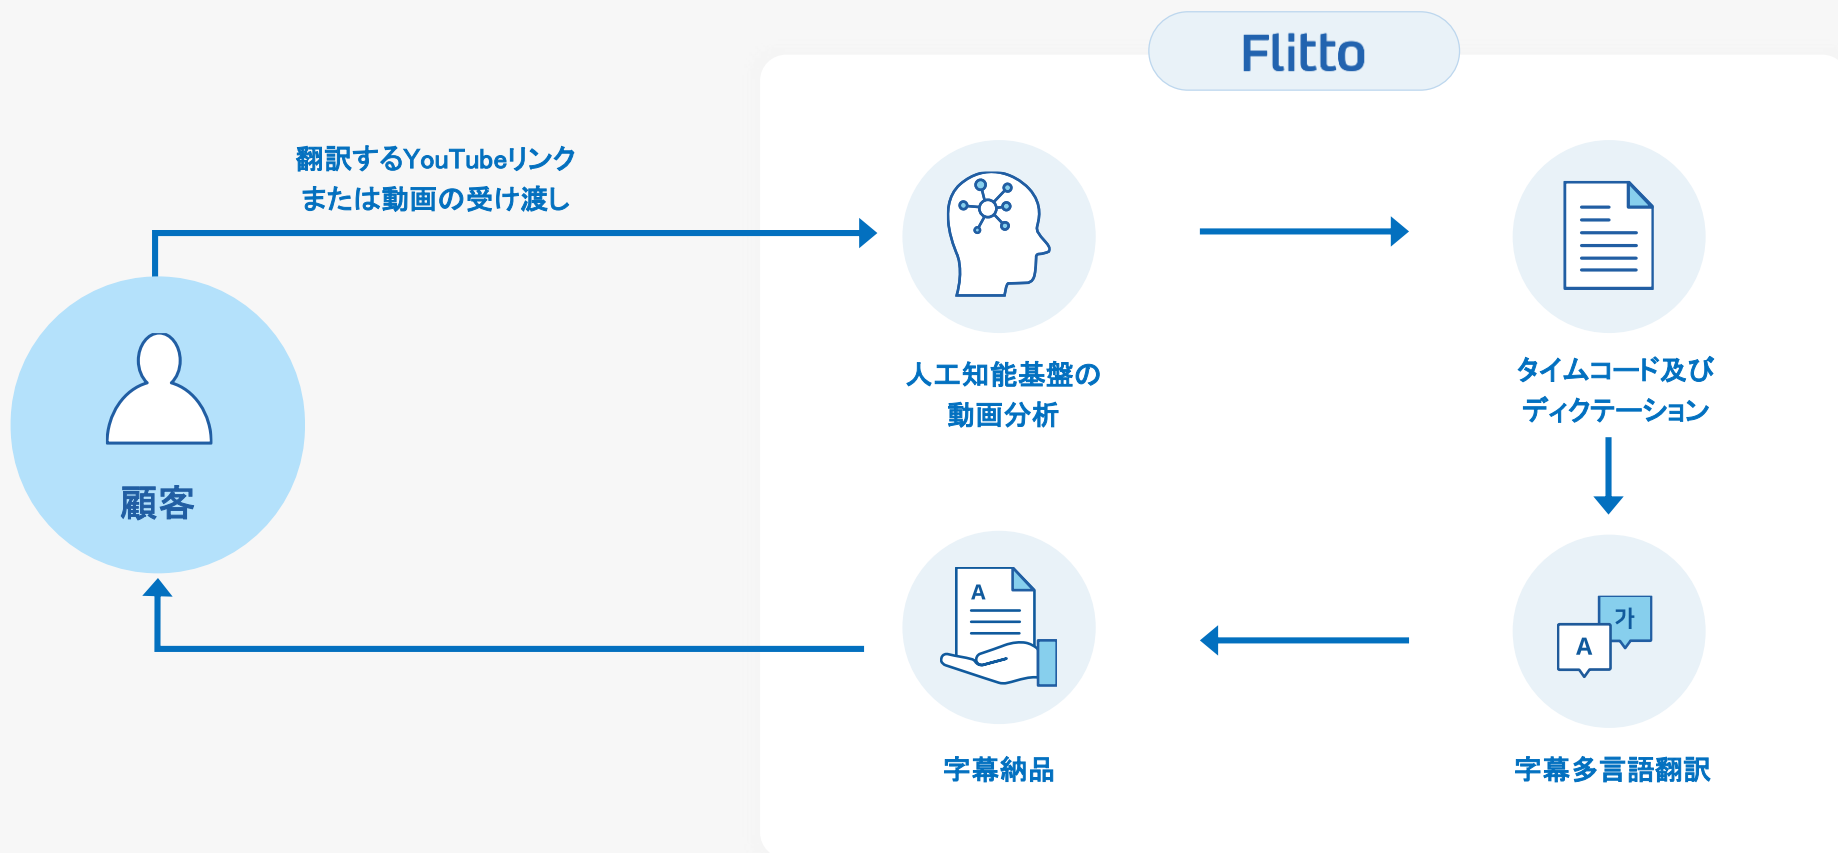 Flitto
翻訳するYouTubeリンク
または動画の受け渡し
顧客
人工知能基盤の
動画分析
タイムコード及び
ディクテーション
A
가
A
字幕納品
字幕多言語翻訳